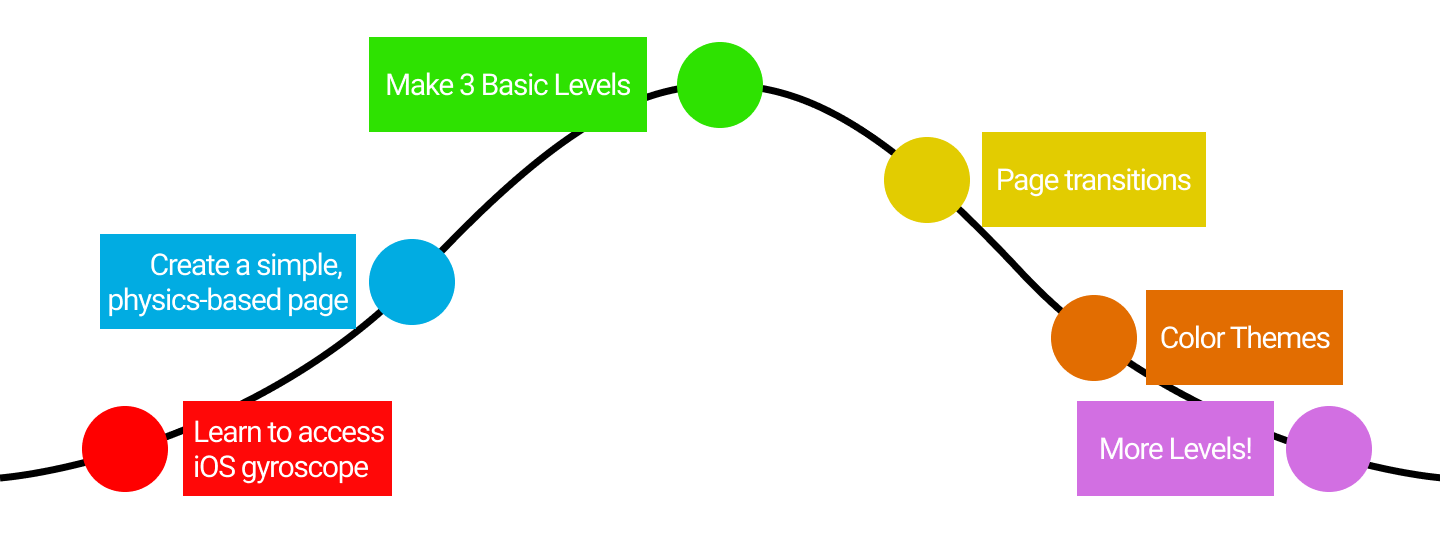 Make 3 Basic Levels
Page transitions
Create a simple,
physics-based page
Color Themes
Learn to access
iOS gyroscope
More Levels!